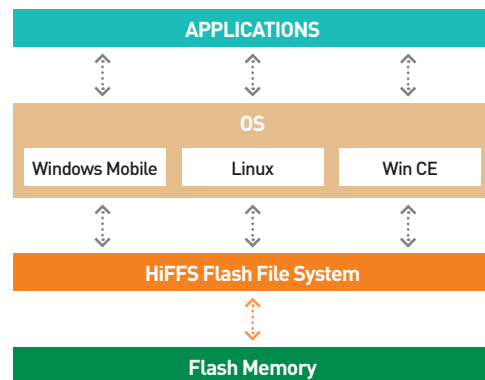 APPLICATIONS
OS
Windows Mobile
Linux
Win CE
HiFFS Flash File System
Flash Memory